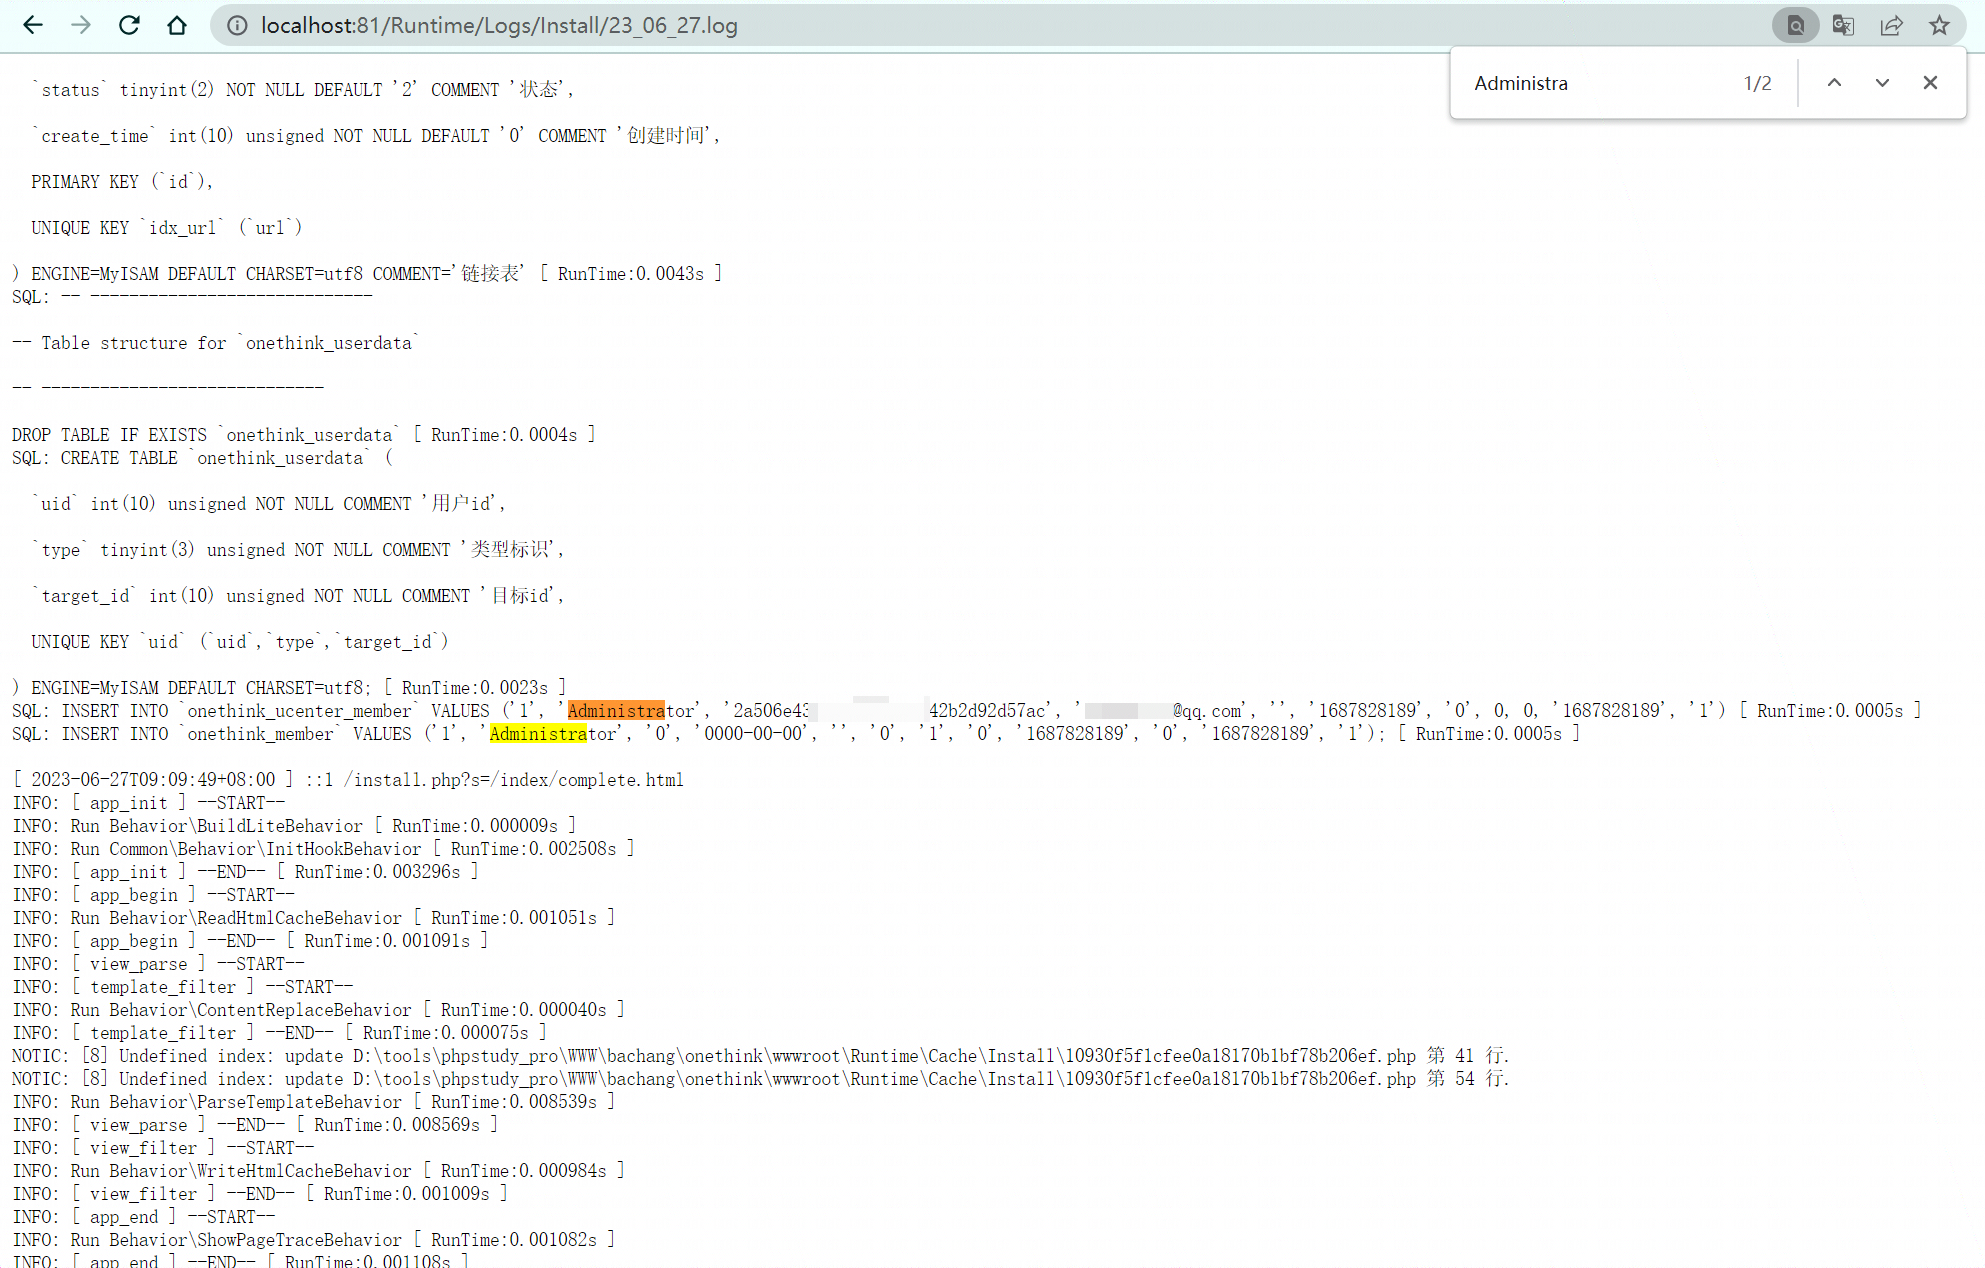 localhost:81/Runtime/Logs/Install/23_06_27.log
Administra 1/2
`status` tinyint(2) NOT NULL DEFAULT '2' COMMENT '状态',
`create_time` int(10) unsigned NOT NULL DEFAULT '0' COMMENT '创建时间',
PRIMARY KEY (`id`),
UNIQUE KEY `idx_url` (`url`)
) ENGINE=MyISAM DEFAULT CHARSET=utf8 COMMENT='链接表' [ RunTime:0.0043s ]
SQL: -- -----------------------------
-- Table structure for `onethink_userdata`
-- -----------------------------
DROP TABLE IF EXISTS `onethink_userdata` [ RunTime:0.0004s ]
SQL: CREATE TABLE `onethink_userdata` (
`uid` int(10) unsigned NOT NULL COMMENT '用户id',
`type` tinyint(3) unsigned NOT NULL COMMENT '类型标识',
`target_id` int(10) unsigned NOT NULL COMMENT '目标id',
UNIQUE KEY `uid` (`uid`,`type`,`target_id`)
) ENGINE=MyISAM DEFAULT CHARSET=utf8; [ RunTime:0.0023s ]
SQL: INSERT INTO `onethink_ucenter_member` VALUES ('1', 'Administrator', '2a506e43 42b2d92d57ac', ' @qq.com', '', '1687828189', '0', 0, 0, '1687828189', '1') [ RunTime:0.0005s ]
SQL: INSERT INTO `onethink_member` VALUES ('1', 'Administrator', '0', '0000-00-00', '', '0', '1', '0', '1687828189', '0', '1687828189', '1'); [ RunTime:0.0005s ]
[ 2023-06-27T09:09:49+08:00 ] ::1 /install.php?s=/index/complete.html
INFO: [ app_init ] --START--
INFO: Run Behavior\BuildLiteBehavior [ RunTime:0.000009s ]
INFO: Run Common\Behavior\InitHookBehavior [ RunTime:0.002508s ]
INFO: [ app_init ] --END-- [ RunTime:0.003296s ]
INFO: [ app_begin ] --START--
INFO: Run Behavior\ReadHtmlCacheBehavior [ RunTime:0.001051s ]
INFO: [ app_begin ] --END-- [ RunTime:0.001091s ]
INFO: [ view_parse ] --START--
INFO: [ template_filter ] --START--
INFO: Run Behavior\ContentReplaceBehavior [ RunTime:0.000040s ]
INFO: [ template_filter ] --END-- [ RunTime:0.000075s ]
NOTIC: [8] Undefined index: update D:\tools\phpstudy_pro\WWW\bachang\onethink\wwwroot\Runtime\Cache\Install\10930f5f1cfee0a18170b1bf78b206ef.php 第 41 行.
NOTIC: [8] Undefined index: update D:\tools\phpstudy_pro\WWW\bachang\onethink\wwwroot\Runtime\Cache\Install\10930f5f1cfee0a18170b1bf78b206ef.php 第 54 行.
INFO: Run Behavior\ParseTemplateBehavior [ RunTime:0.008539s ]
INFO: [ view_parse ] --END-- [ RunTime:0.008569s ]
INFO: [ view_filter ] --START--
INFO: Run Behavior\WriteHtmlCacheBehavior [ RunTime:0.000984s ]
INFO: [ view_filter ] --END-- [ RunTime:0.001009s ]
INFO: [ app_end ] --START--
INFO: Run Behavior\ShowPageTraceBehavior [ RunTime:0.001082s ]
INFO: [ app_end ] --END-- [ RunTime:0.001108s ]